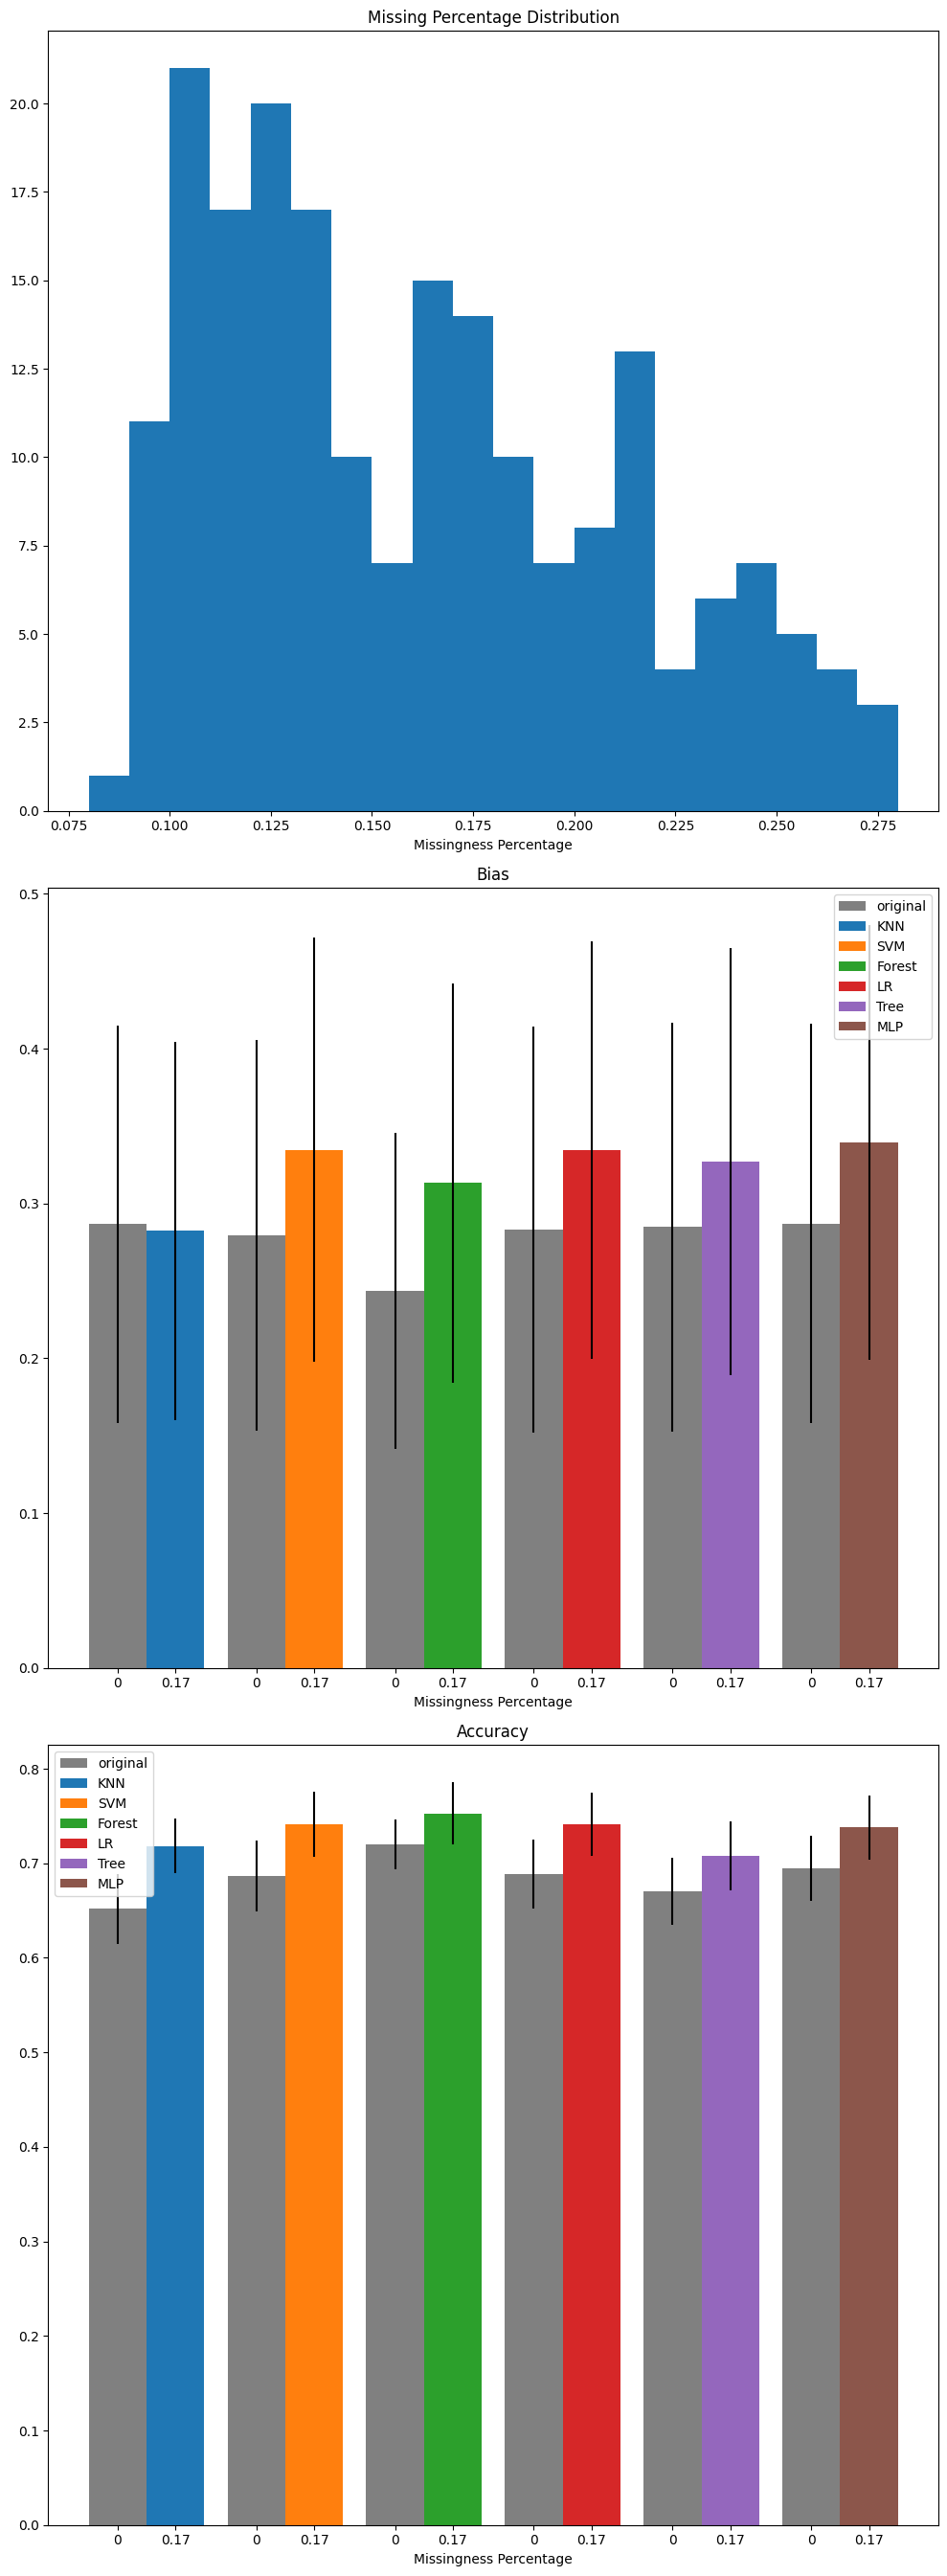 Missing Percentage Distribution
20.0
17.5
15.0
12.5
10.0
7.5
5.0
2.5
0.0
0.075 0.100 0.125 0.150 0.175 0.200 0.225 0.250 0.275
Missingness Percentage
Bias
0.5
0.4
0.3
0.2
0.1
0.0
original
KNN
SVM
Forest
LR
Tree
MLP
0 0.17 0 0.17 0 0.17 0 0.17 0 0.17 0 0.17
Missingness Percentage
Accuracy
0.8
0.7
0.6
0.5
0.4
0.3
0.2
0.1
0.0
original
KNN
SVM
Forest
LR
Tree
MLP
0 0.17 0 0.17 0 0.17 0 0.17 0 0.17 0 0.17
Missingness Percentage